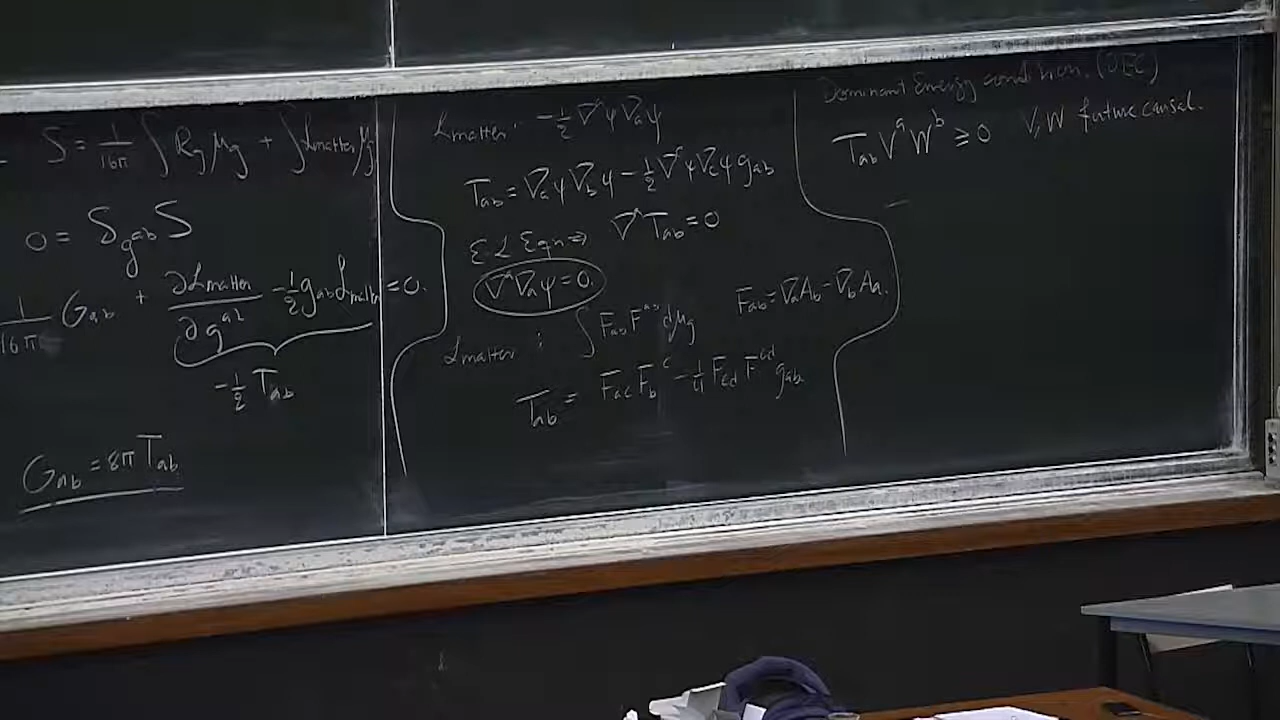 S = 1/16π ∫ R_g μ_g + ∫ L_matter μ_g
0 = δ_{g^{ab}} S
1/16π G_ab + ∂L_matter/∂g^{ab} - 1/2 g_ab L_matter = 0.
-1/2 T_ab
G_ab = 8π T_ab
L_matter: -1/2 ∇^a ψ ∇_a ψ
T_ab = ∇_a ψ ∇_b ψ - 1/2 ∇^c ψ ∇_c ψ g_ab
E-L Eqn ⇒ ∇^a T_ab = 0
∇^a ∇_a ψ = 0.
L_matter: ∫ F_ab F^{ab} dμ_g F_ab = ∇_a A_b - ∇_b A_a.
T_ab = F_ac F_b^c - 1/4 F_cd F^{cd} g_ab
Dominant Energy condition. (DEC)
T_ab V^a W^b ≥ 0 V, W future causal.